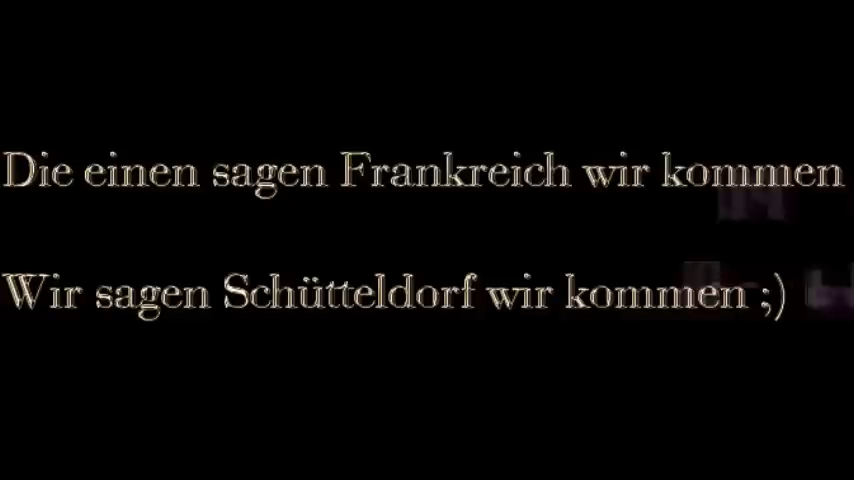 Die einen sagen Frankreich wir kommen
Wir sagen Schütteldorf wir kommen ;)